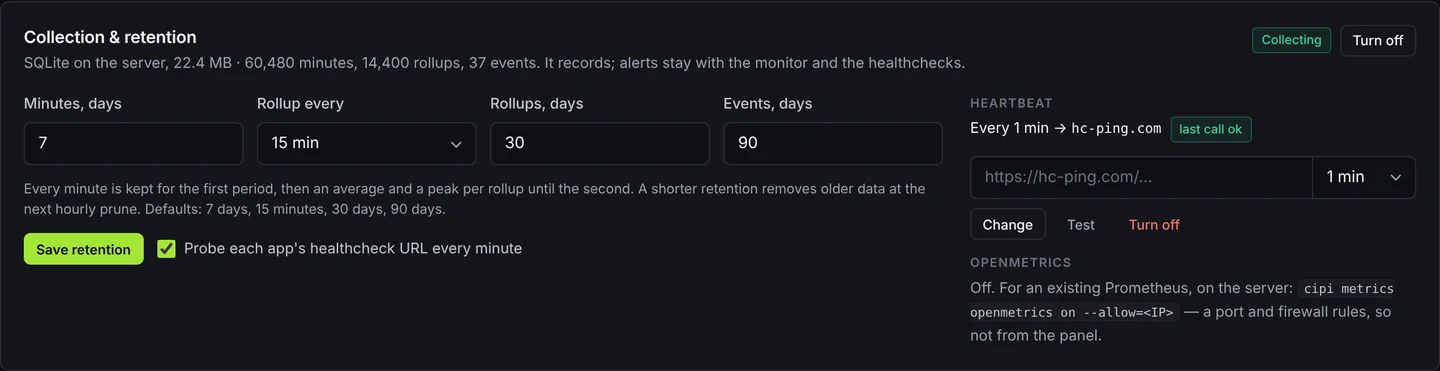 Collection & retention
SQLite on the server, 22.4 MB · 60,480 minutes, 14,400 rollups, 37 events. It records; alerts stay with the monitor and the healthchecks.
Collecting
Turn off
Minutes, days
Rollup every
Rollups, days
Events, days
7
15 min
30
90
Every minute is kept for the first period, then an average and a peak per rollup until the second. A shorter retention removes older data at the
next hourly prune. Defaults: 7 days, 15 minutes, 30 days, 90 days.
Save retention
Probe each app's healthcheck URL every minute
HEARTBEAT
Every 1 min → hc-ping.com last call ok
https://hc-ping.com/...
1 min
Change
Test
Turn off
OPENMETRICS
Off. For an existing Prometheus, on the server: cipi metrics
openmetrics on --allow=<IP> — a port and firewall rules, so
not from the panel.